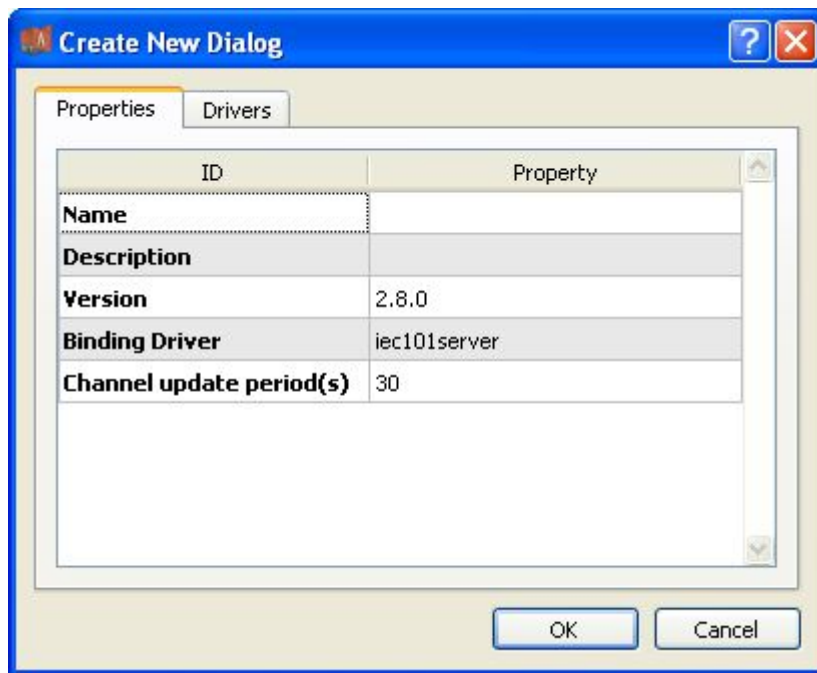 Create New Dialog
Properties Drivers
ID Property
Name
Description
Version 2.8.0
Binding Driver iec101server
Channel update period(s) 30
OK Cancel